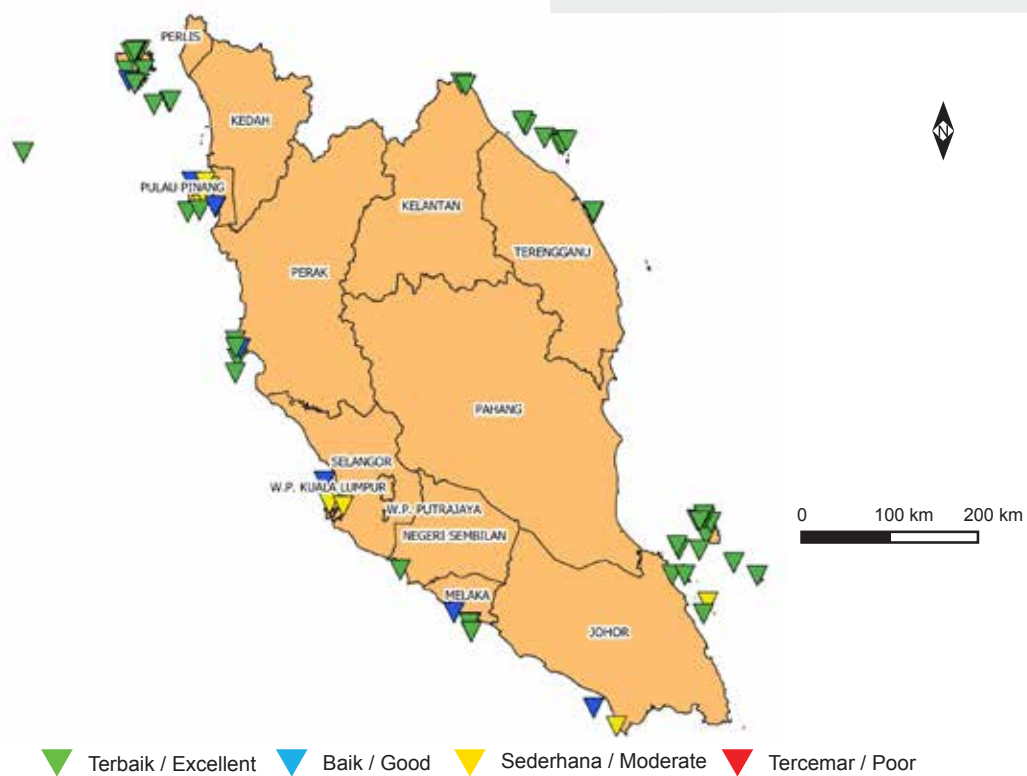 PERLIS
KEDAH
N
PULAU PINANG
KELANTAN
TERENGGANU
PERAK
PAHANG
SELANGOR
W.P. KUALA LUMPUR
W.P. PUTRAJAYA
0 100 km 200 km
NEGERI SEMBILAN
MELAKA
JOHOR
Terbaik / Excellent Baik / Good Sederhana / Moderate Tercemar / Poor